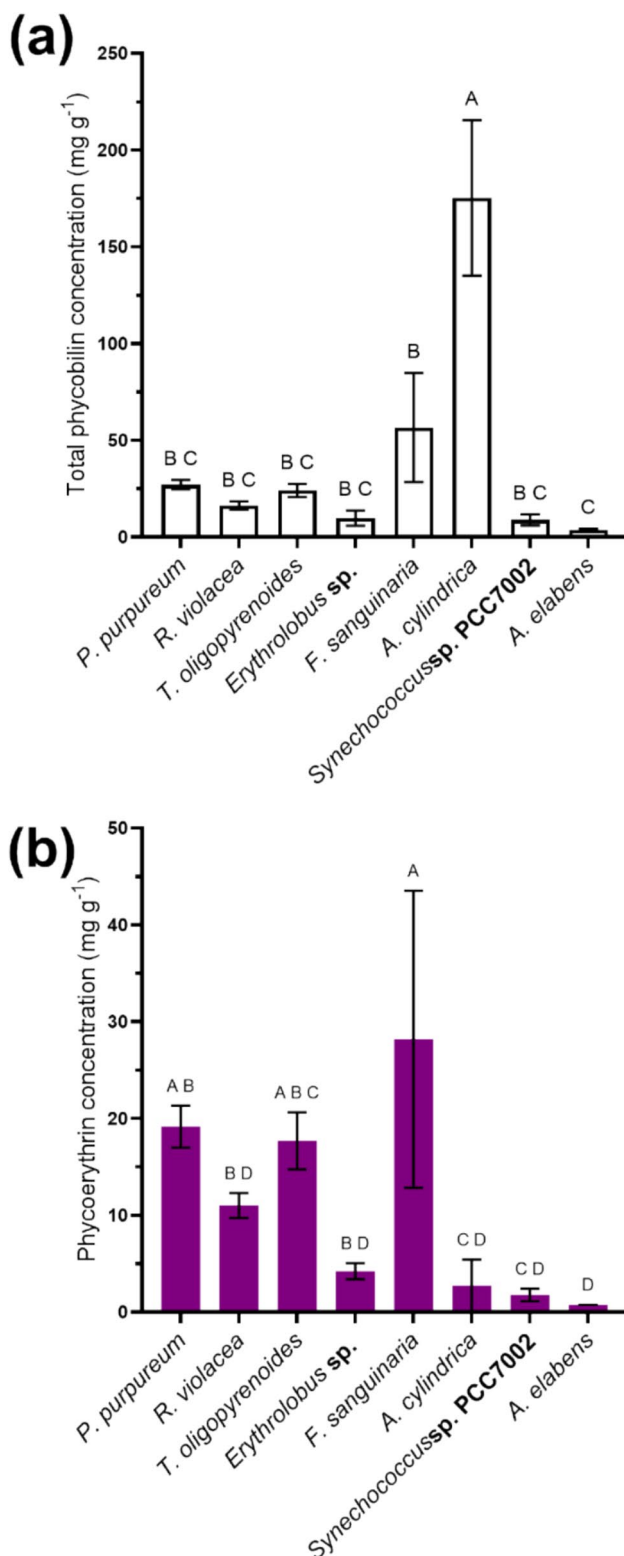 (a)
Total phycobilin concentration (mg g⁻¹)
250
200
150
100
50
0
B C
B C
B C
B C
B
A
B C
C
P. purpureum
R. violacea
T. oligopyrenoides
Erythrolobus sp.
F. sanguinaria
A. cylindrica
Synechococcussp. PCC7002
A. elabens
(b)
Phycoerythrin concentration (mg g⁻¹)
50
40
30
20
10
0
A B
B D
A B C
B D
A
C D
C D
D
P. purpureum
R. violacea
T. oligopyrenoides
Erythrolobus sp.
F. sanguinaria
A. cylindrica
Synechococcussp. PCC7002
A. elabens